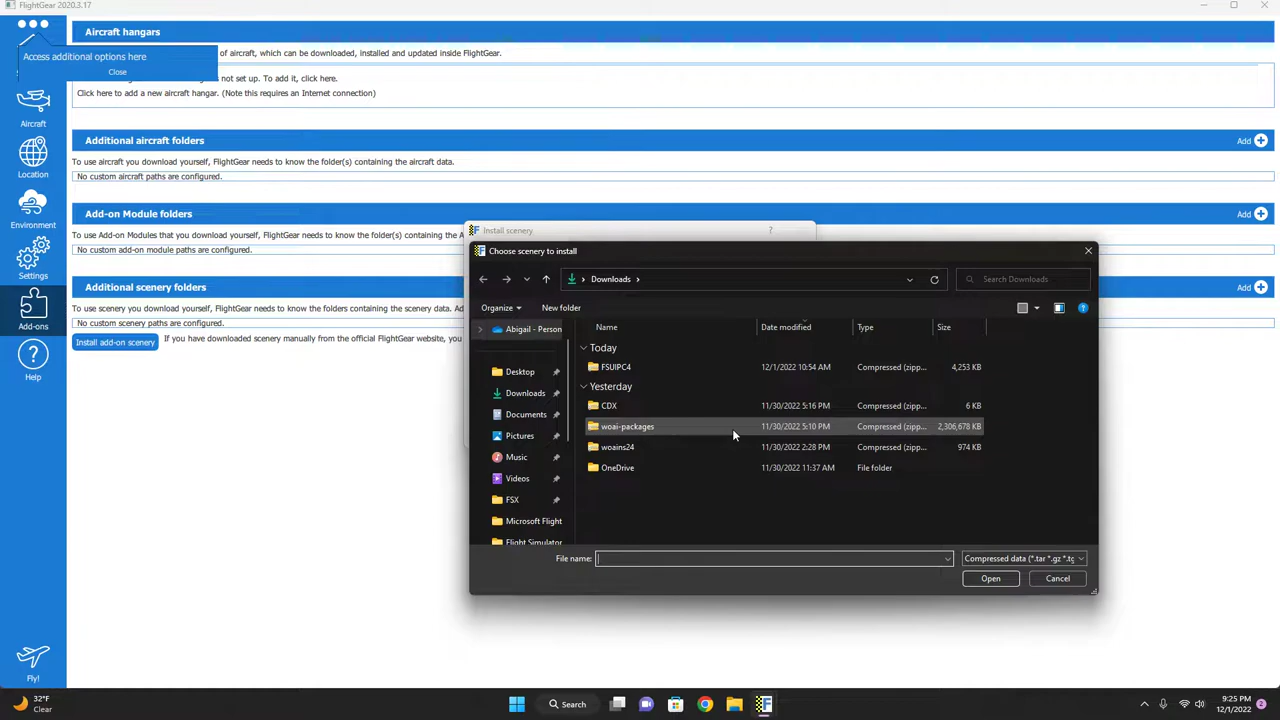 FlightGear 2020.3.17
Aircraft hangars
Access additional options here
Close
of aircraft, which can be downloaded, installed and updated inside FlightGear.
not set up. To add it, click here.
Click here to add a new aircraft hangar. (Note this requires an Internet connection)
Aircraft
Additional aircraft folders
Add
To use aircraft you download yourself, FlightGear needs to know the folder(s) containing the aircraft data.
No custom aircraft paths are configured.
Location
Add-on Module folders
Add
To use Add-on Modules that you download yourself, FlightGear needs to know the folder(s) containing the A
No custom add-on module paths are configured.
Environment
Additional scenery folders
Add
To use scenery you download yourself, FlightGear needs to know the folders containing the scenery data. Ad
No custom scenery paths are configured.
Install add-on scenery
If you have downloaded scenery manually from the official FlightGear website, you
Settings
Add-ons
Help
Fly!
Install scenery
?
Choose scenery to install
Downloads
Search Downloads
Organize
New folder
Name
Date modified
Type
Size
Abigail - Person
Desktop
Downloads
Documents
Pictures
Music
Videos
FSX
Microsoft Flight
Flight Simulator
Today
FSUIPC4 12/1/2022 10:54 AM Compressed (zipp... 4,253 KB
Yesterday
CDX 11/30/2022 5:16 PM Compressed (zipp... 6 KB
woai-packages 11/30/2022 5:10 PM Compressed (zipp... 2,306,678 KB
woains24 11/30/2022 2:28 PM Compressed (zipp... 974 KB
OneDrive 11/30/2022 11:37 AM File folder
File name:
Compressed data (*.tar *.gz *.tg
Open
Cancel
32°F
Clear
Search
9:25 PM
12/1/2022
2